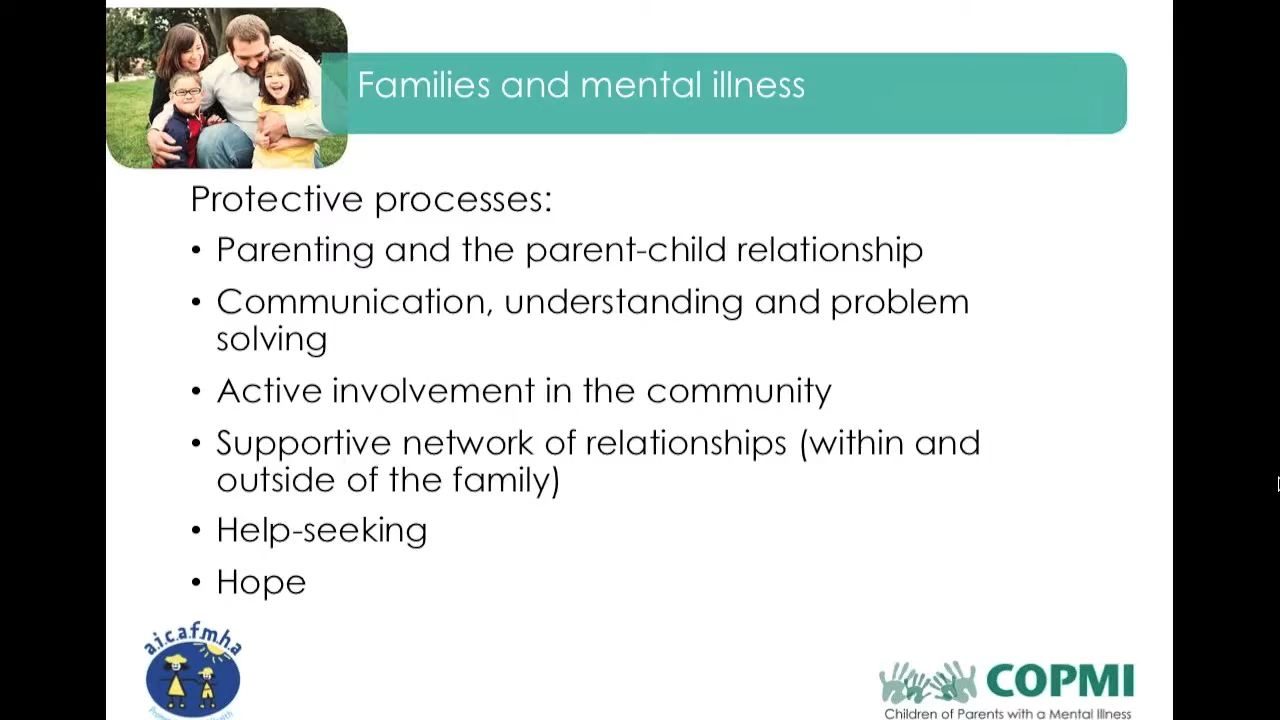 Families and mental illness
Protective processes:
• Parenting and the parent-child relationship
• Communication, understanding and problem
solving
• Active involvement in the community
• Supportive network of relationships (within and
outside of the family)
• Help-seeking
• Hope
a.i.c.a.f.m.h.a
COPMI
Children of Parents with a Mental Illness